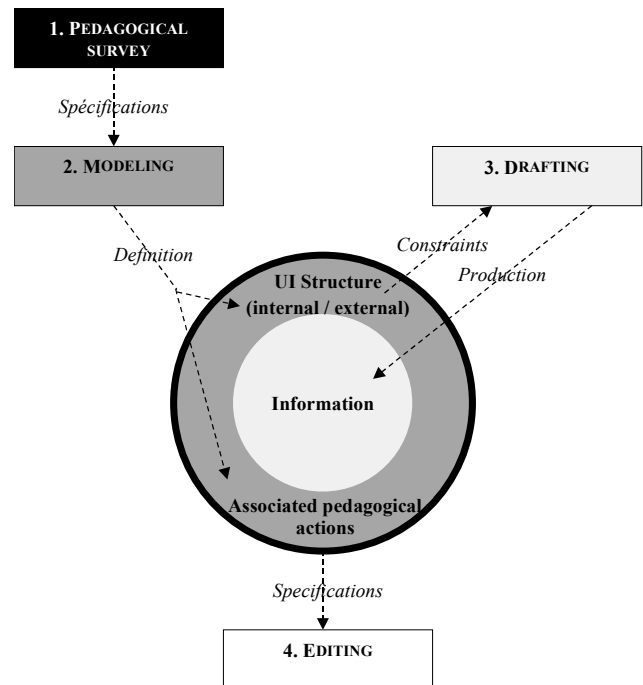 1. PEDAGOGICAL
SURVEY
Spécifications
2. MODELING
3. DRAFTING
Definition
Constraints
Production
UI Structure
(internal / external)
Information
Associated pedagogical
actions
Specifications
4. EDITING